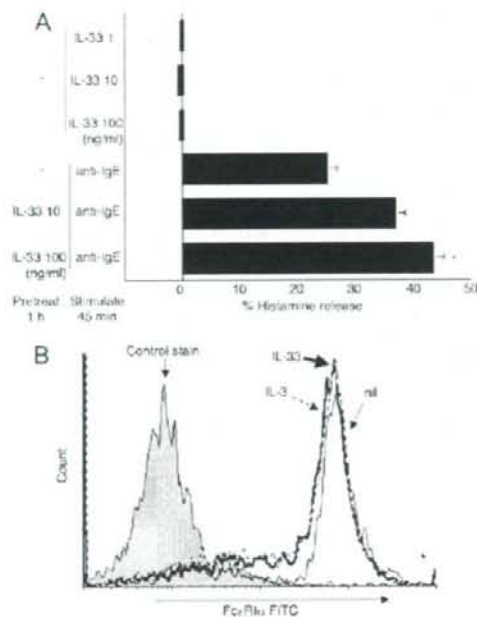 A
IL-33 1
- IL-33 10
IL-33 100
(ng/ml)
- anti-IgE
IL-33 10 anti-IgE
IL-33 100 anti-IgE
(ng/ml)
0 10 20 30 40 50
Pretreat Stimulate % Histamine release
1 h 45 min
B
Control stain
IL-33
IL-3
nil
Count
FcεRIα FITC